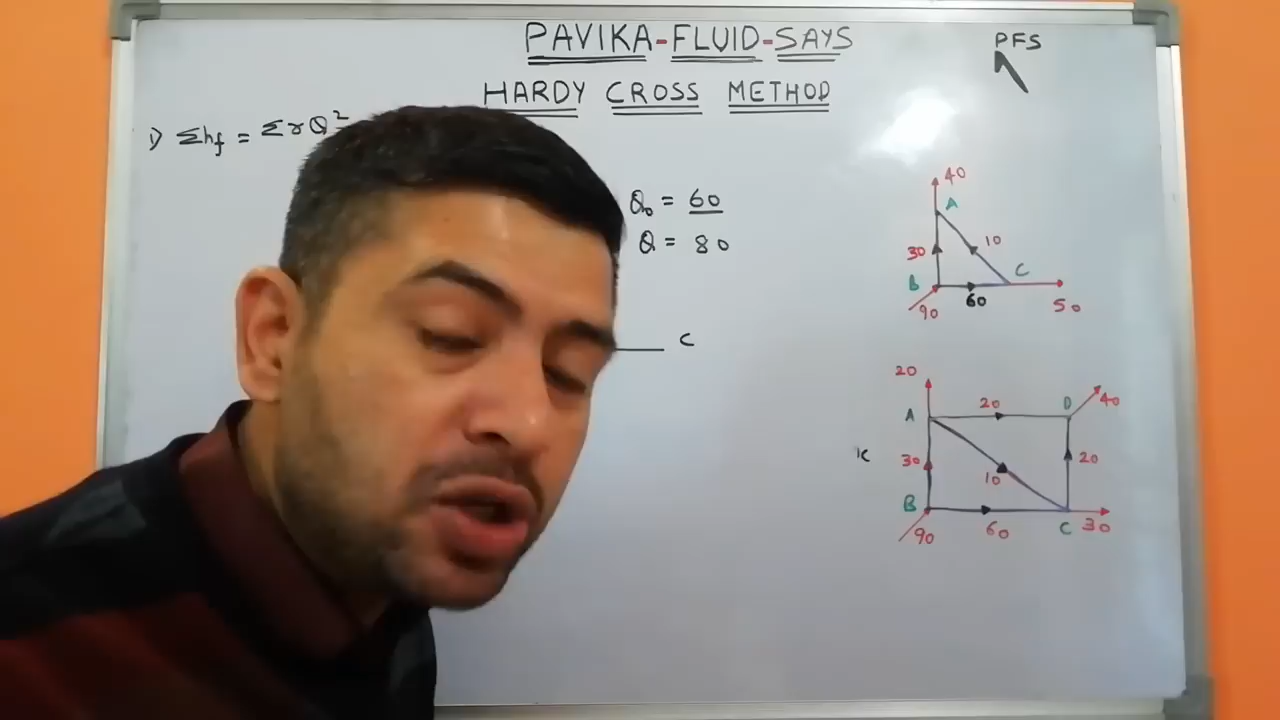 PAVIKA-FLUID-SAYS
PFS
HARDY CROSS METHOD
1) Σhf = ΣrQ²
Q₀ = 60
Q = 80
C
40
A
30
10
C
B
60
90
50
20
A
20
D
40
K
30
10
20
B
60
C
30
90